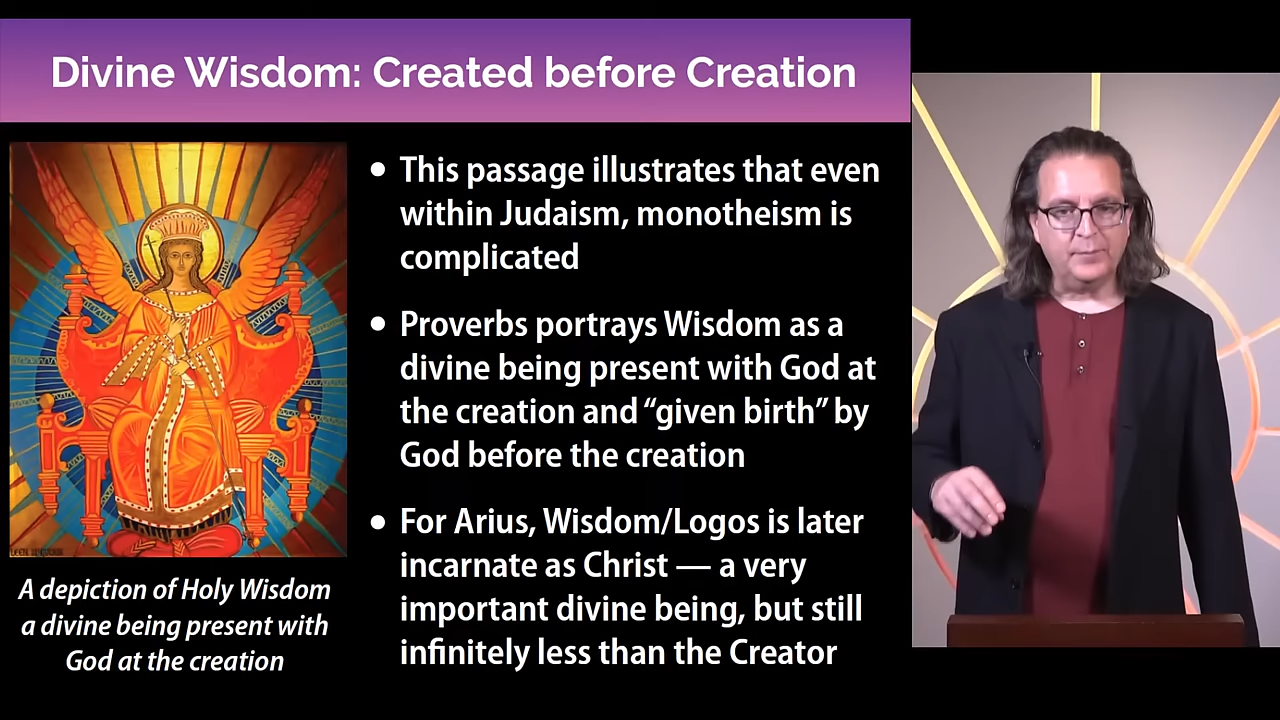 Divine Wisdom: Created before Creation
• This passage illustrates that even
within Judaism, monotheism is
complicated
• Proverbs portrays Wisdom as a
divine being present with God at
the creation and “given birth” by
God before the creation
• For Arius, Wisdom/Logos is later
incarnate as Christ — a very
important divine being, but still
infinitely less than the Creator
A depiction of Holy Wisdom
a divine being present with
God at the creation